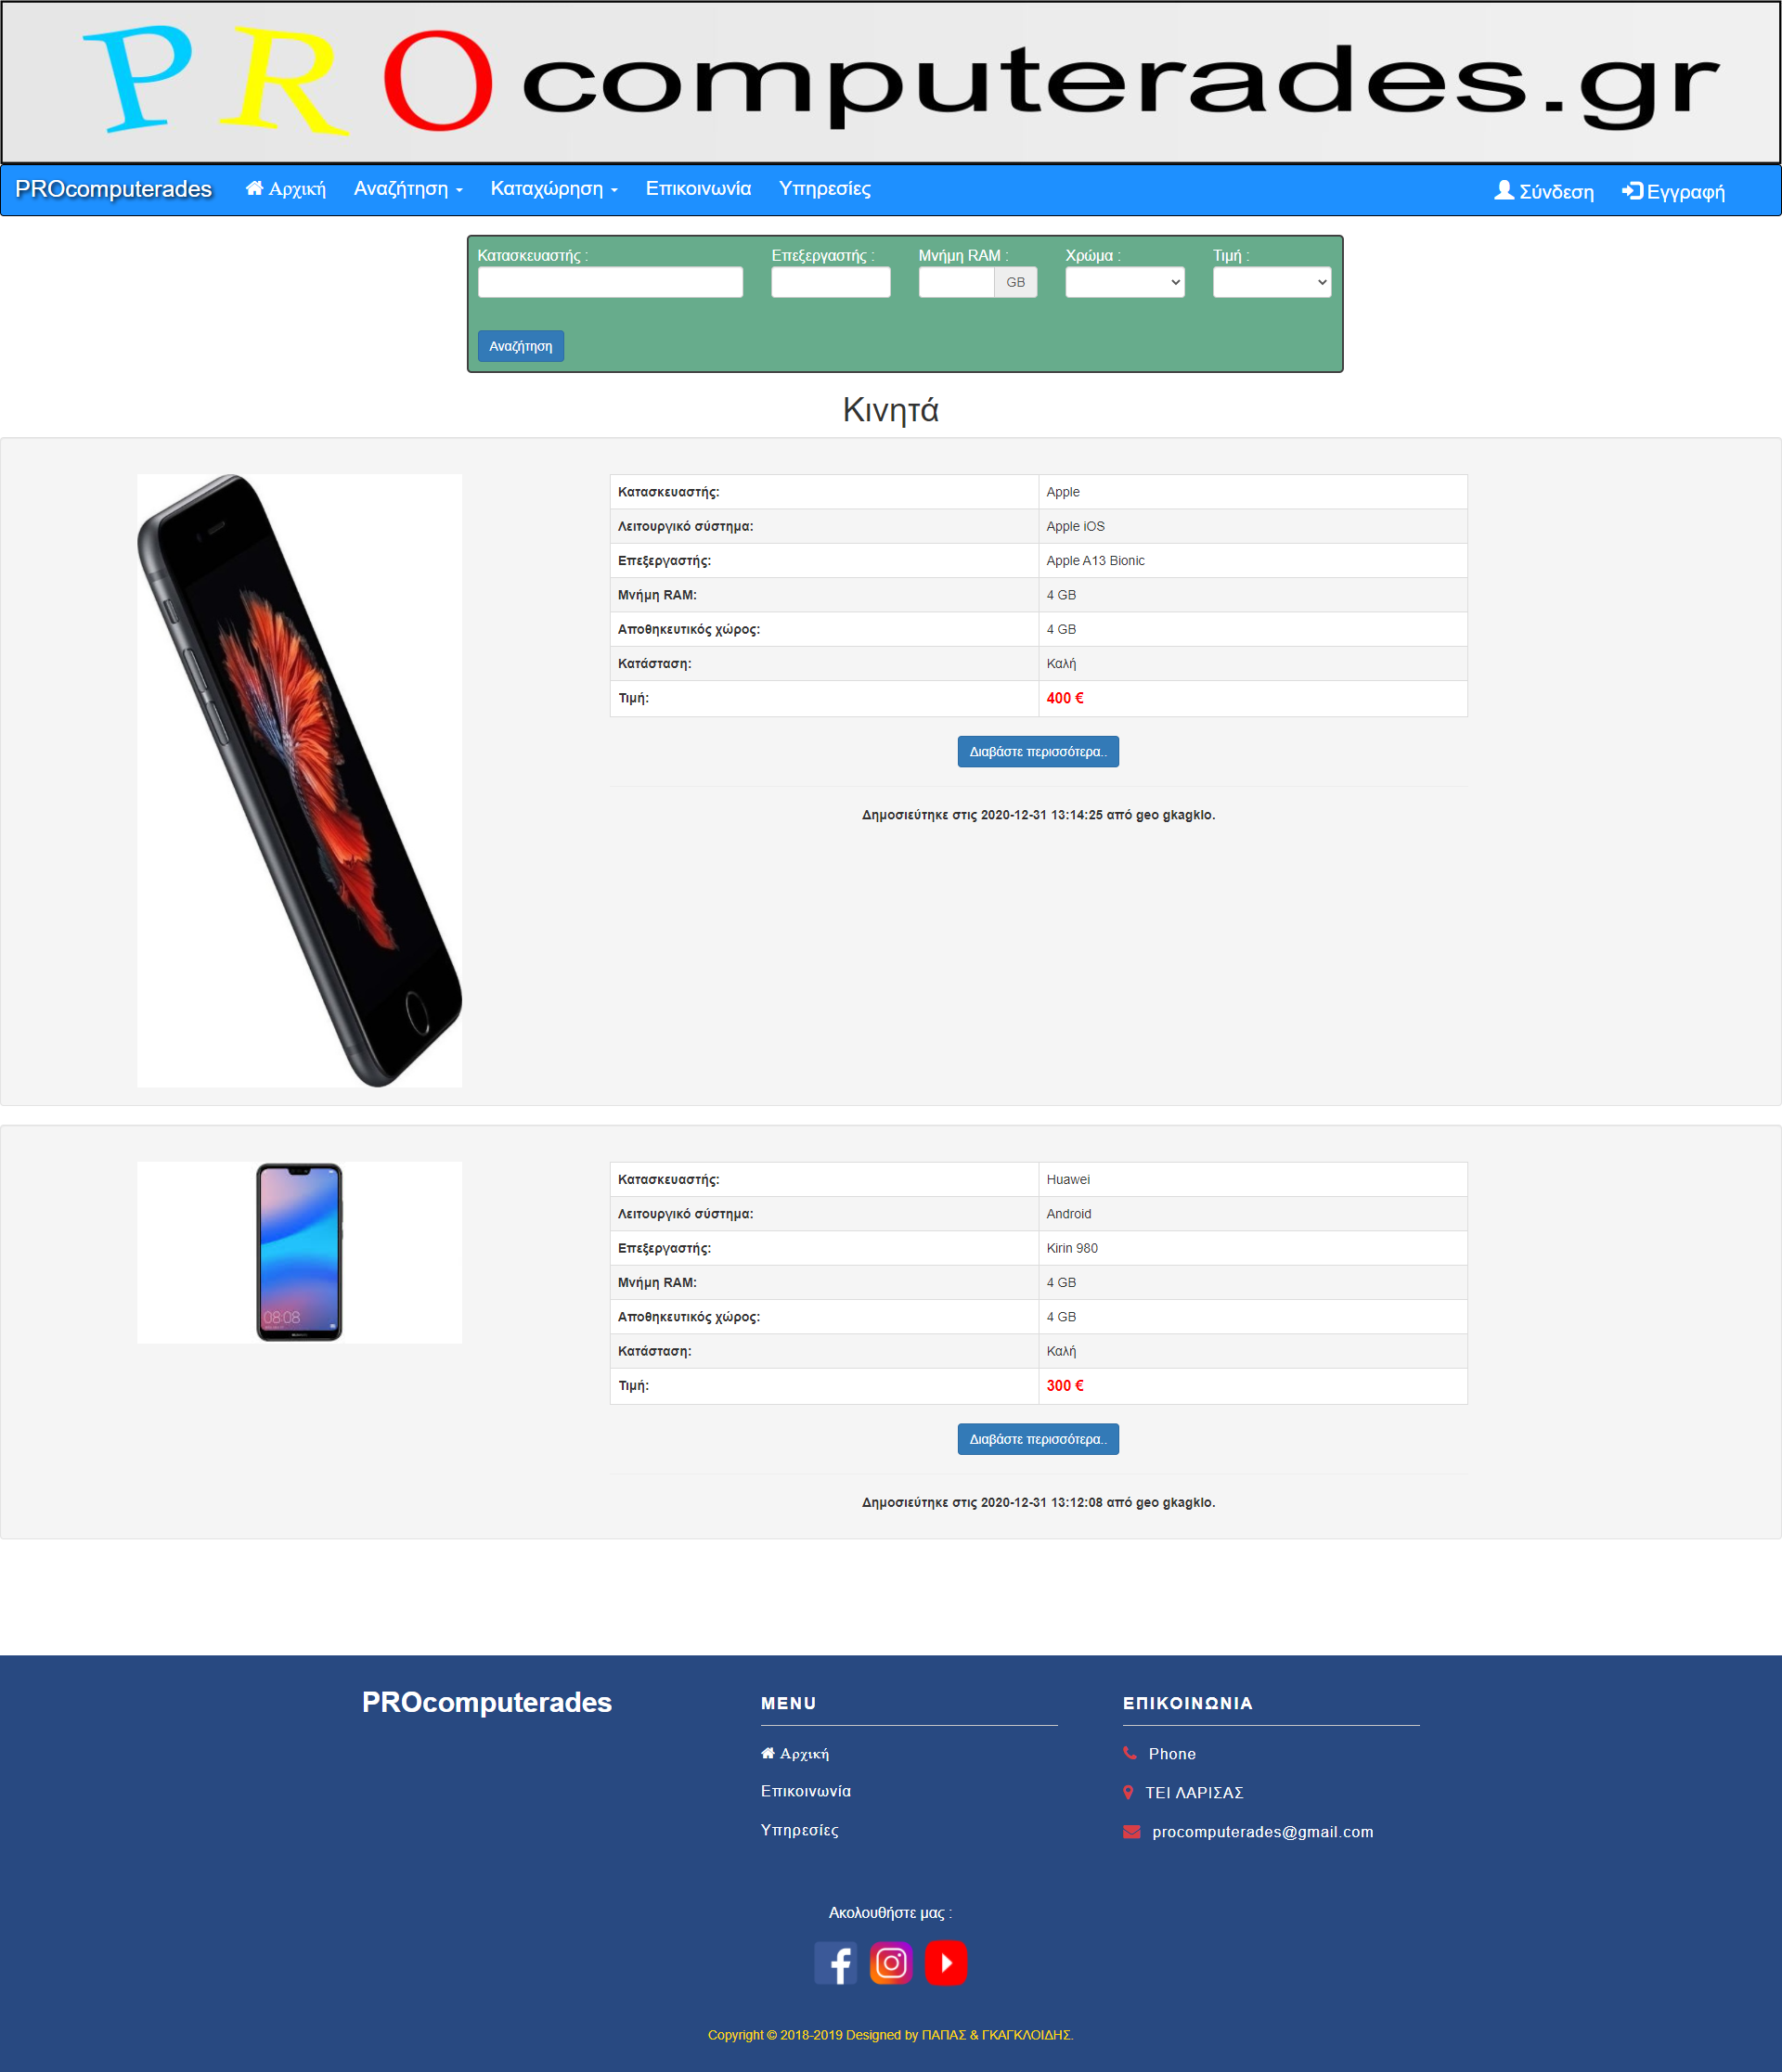 PRO computerades.gr
PROcomputerades Αρχική Αναζήτηση Καταχώρηση Επικοινωνία Υπηρεσίες Σύνδεση Εγγραφή
Κατασκευαστής : Επεξεργαστής : Μνήμη RAM : Χρώμα : Τιμή :
GB
Αναζήτηση
Κινητά
Κατασκευαστής: Apple
Λειτουργικό σύστημα: Apple iOS
Επεξεργαστής: Apple A13 Bionic
Μνήμη RAM: 4 GB
Αποθηκευτικός χώρος: 4 GB
Κατάσταση: Καλή
Τιμή: 400 €
Διαβάστε περισσότερα..
Δημοσιεύτηκε στις 2020-12-31 13:14:25 από geo gkagklo.
Κατασκευαστής: Huawei
Λειτουργικό σύστημα: Android
Επεξεργαστής: Kirin 980
Μνήμη RAM: 4 GB
Αποθηκευτικός χώρος: 4 GB
Κατάσταση: Καλή
Τιμή: 300 €
08:08
Διαβάστε περισσότερα..
Δημοσιεύτηκε στις 2020-12-31 13:12:08 από geo gkagklo.
PROcomputerades
MENU
Αρχική
Επικοινωνία
Υπηρεσίες
ΕΠΙΚΟΙΝΩΝΙΑ
Phone
ΤΕΙ ΛΑΡΙΣΑΣ
procomputerades@gmail.com
Ακολουθήστε μας :
Copyright © 2018-2019 Designed by ΠΑΠΑΣ & ΓΚΑΓΚΛΟΙΔΗΣ.